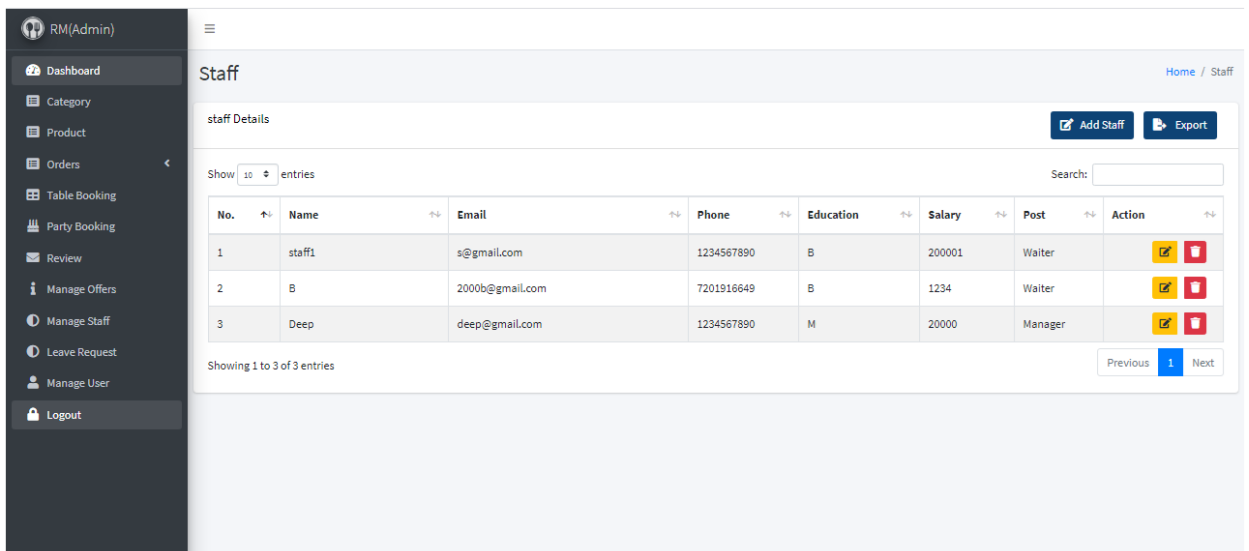 RM(Admin)
Dashboard
Category
Product
Orders
Table Booking
Party Booking
Review
Manage Offers
Manage Staff
Leave Request
Manage User
Logout
Staff
Home / Staff
staff Details
Add Staff
Export
Show 10 entries
Search:
No. Name Email Phone Education Salary Post Action
1 staff1 s@gmail.com 1234567890 B 200001 Waiter
2 B 2000b@gmail.com 7201916649 B 1234 Waiter
3 Deep deep@gmail.com 1234567890 M 20000 Manager
Showing 1 to 3 of 3 entries
Previous 1 Next